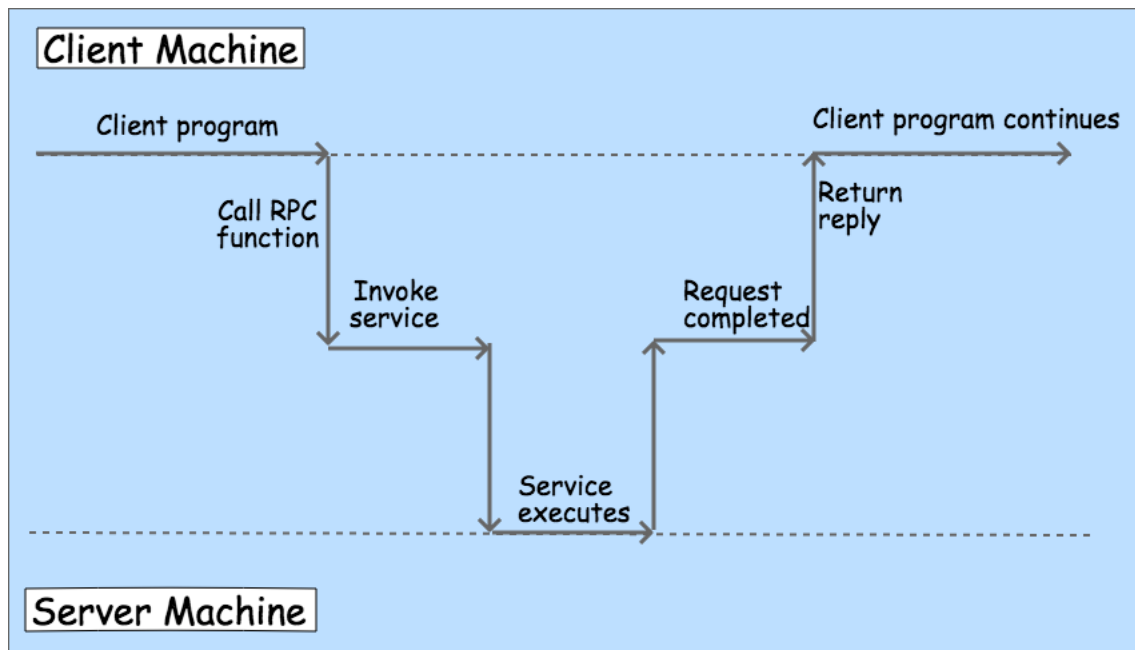 Client Machine
Client program
Client program continues
Call RPC
function
Return
reply
Invoke
service
Request
completed
Service
executes
Server Machine